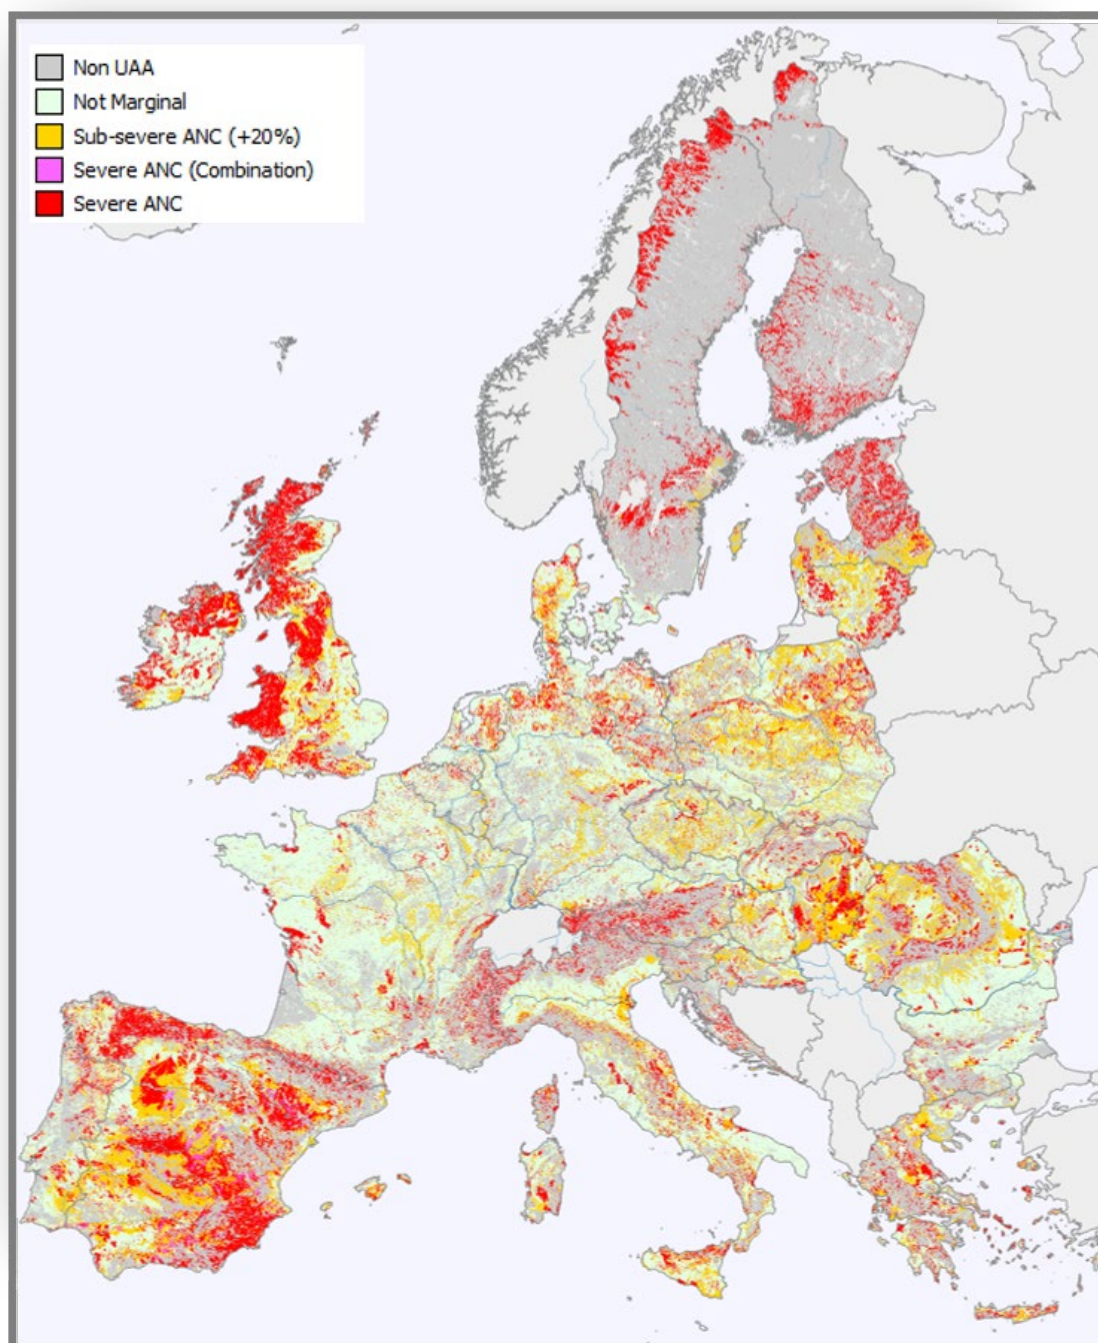 Non UAA
Not Marginal
Sub-severe ANC (+20%)
Severe ANC (Combination)
Severe ANC